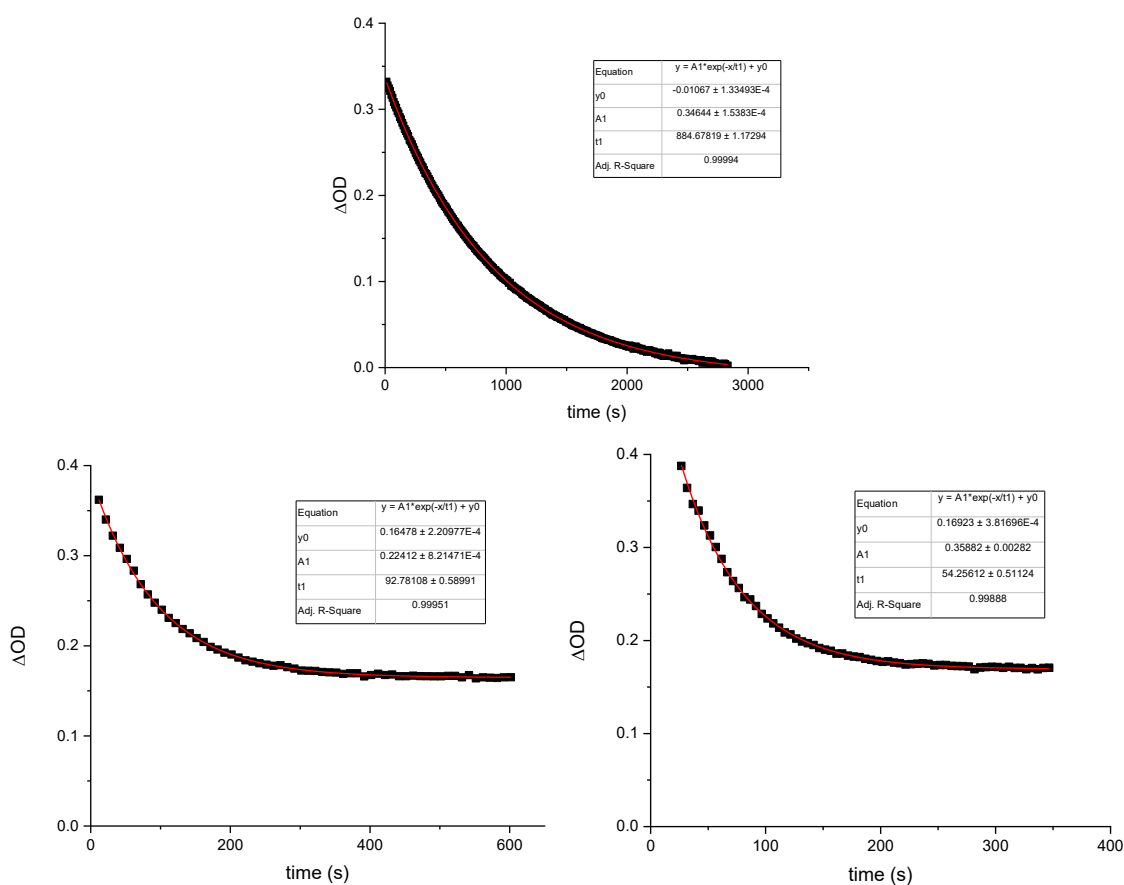 0.4
0.3
0.2
0.1
0.0
ΔOD
0 1000 2000 3000
time (s)
Equation y = A1*exp(-x/t1) + y0
y0 -0.01067 ± 1.33493E-4
A1 0.34644 ± 1.5383E-4
t1 884.67819 ± 1.17294
Adj. R-Square 0.99994
0.4
0.3
0.2
0.1
0.0
ΔOD
0 200 400 600
time (s)
Equation y = A1*exp(-x/t1) + y0
y0 0.16478 ± 2.20977E-4
A1 0.22412 ± 8.21471E-4
t1 92.78108 ± 0.58991
Adj. R-Square 0.99951
0.4
0.3
0.2
0.1
0.0
ΔOD
0 100 200 300 400
time (s)
Equation y = A1*exp(-x/t1) + y0
y0 0.16923 ± 3.81696E-4
A1 0.35882 ± 0.00282
t1 54.25612 ± 0.51124
Adj. R-Square 0.99888